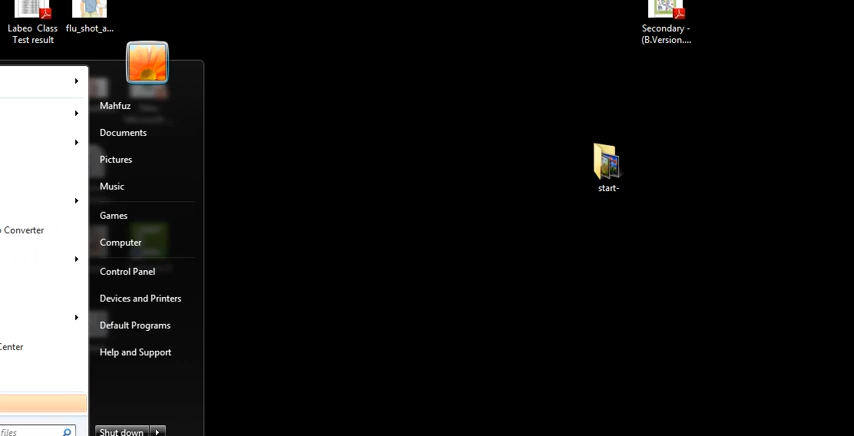 Labeo Class
Test result
flu_shot_a...
Secondary -
(B.Version....
Mahfuz
Documents
Pictures
Music
start-
Games
Converter
Computer
Control Panel
Devices and Printers
Default Programs
Center
Help and Support
files
Shut down